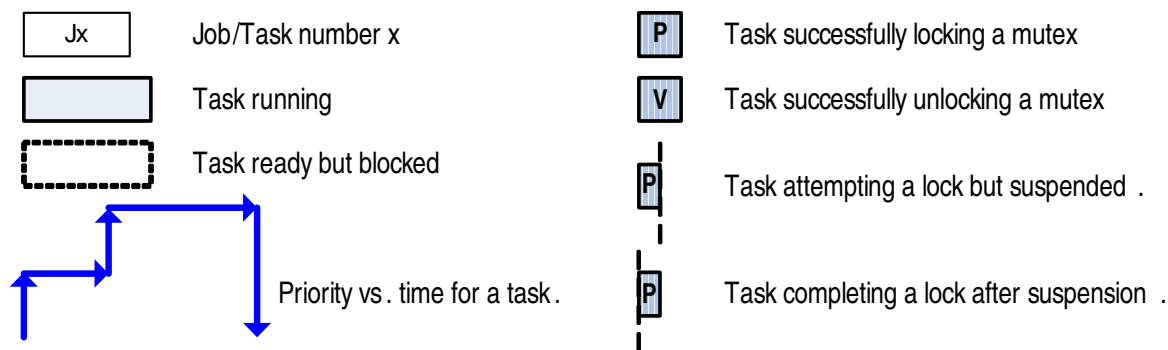 Jx Job/Task number x
Task running
Task ready but blocked
Priority vs. time for a task.
P Task successfully locking a mutex
V Task successfully unlocking a mutex
P Task attempting a lock but suspended .
P Task completing a lock after suspension .